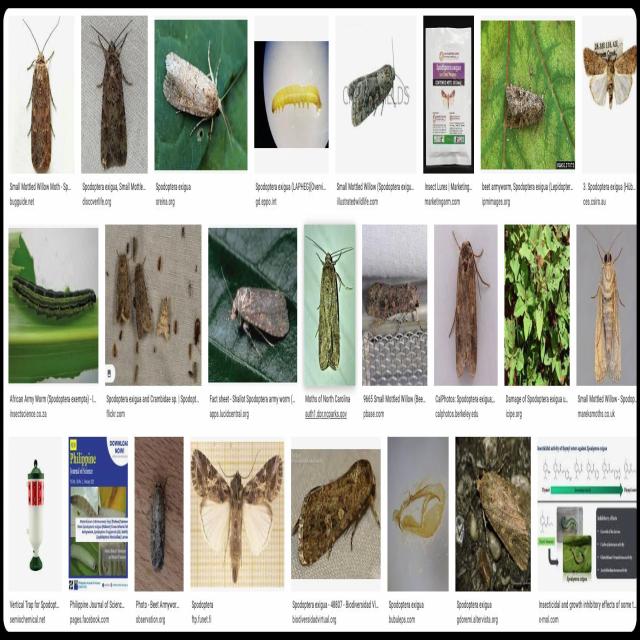 Small Mottled Willow Moth - Sp...
bugguide.net
Spodoptera exigua, Small Mottle...
discoverlife.org
Spodoptera exigua
oreina.org
Spodoptera exigua (LAPHEG)[Overvi...
gd.eppo.int
Small Mottled Willow (Spodoptera exigu...
illustratedwildlife.com
Insect Lures | Marketing...
marketingarm.com
beet armyworm, Spodoptera exigua (Lepidopter...
ipmimages.org
3. Spodoptera exigua (Hüb...
ces.csiro.au
African Army Worm (Spodoptera exempta) - I...
insectscience.co.za
Spodoptera exigua and Crambidae sp. | Spodopt...
flickr.com
Fact sheet - Shallot Spodoptera army worm (...
apps.lucidcentral.org
Moths of North Carolina
auth1.dpr.ncparks.gov
9665 Small Mottled Willow (Bee...
pbase.com
CalPhotos: Spodoptera exigua;...
calphotos.berkeley.edu
Damage of Spodoptera exigua u...
icipe.org
Small Mottled Willow - Spodop...
mareksmoths.co.uk
DOWNLOAD
NOW!
Philippine
Journal of Science
Vertical Trap for Spodopt...
semiochemical.net
Philippine Journal of Scienc...
pages.facebook.com
Photo - Beet Armywor...
observation.org
Spodoptera
ftp.funet.fi
Spodoptera exigua - 48837 - Biodiversidad Vi...
biodiversidadvirtual.org
Spodoptera exigua
bubulepa.com
Spodoptera exigua
gdoremi.altervista.org
Insecticidal and growth inhibitory effects of some t...
x-mol.com